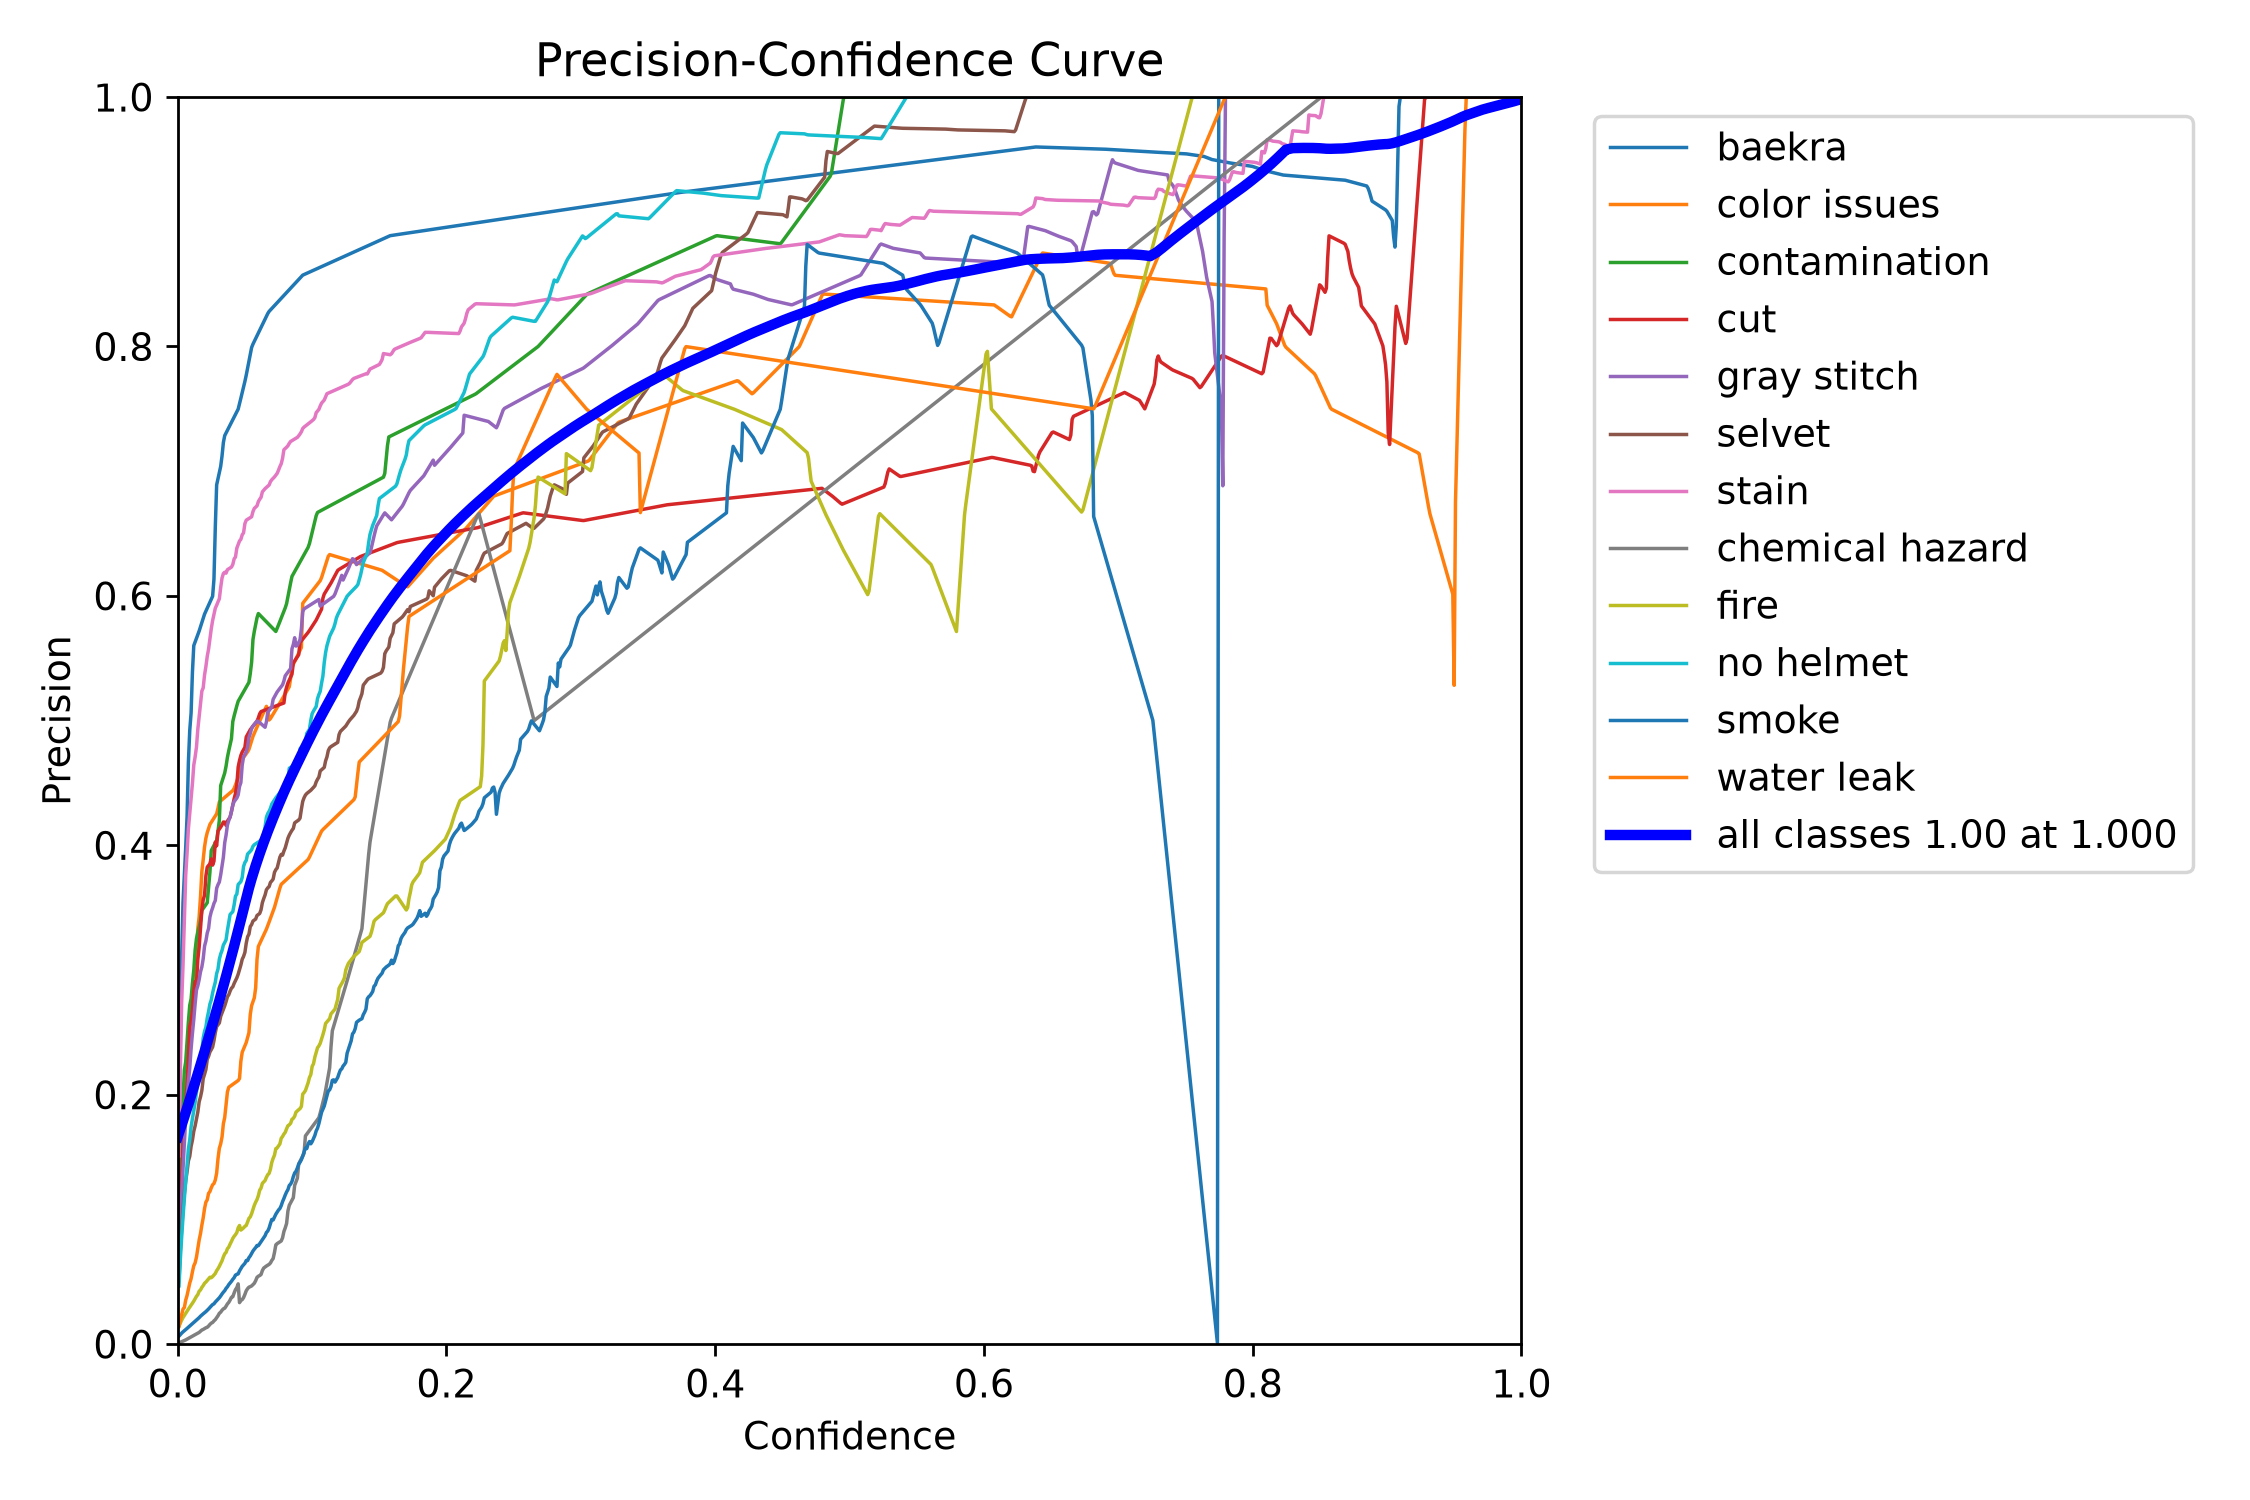 Precision-Confidence Curve
1.0
0.8
0.6
0.4
0.2
0.0
Precision
0.0 0.2 0.4 0.6 0.8 1.0
Confidence
baekra
color issues
contamination
cut
gray stitch
selvet
stain
chemical hazard
fire
no helmet
smoke
water leak
all classes 1.00 at 1.000